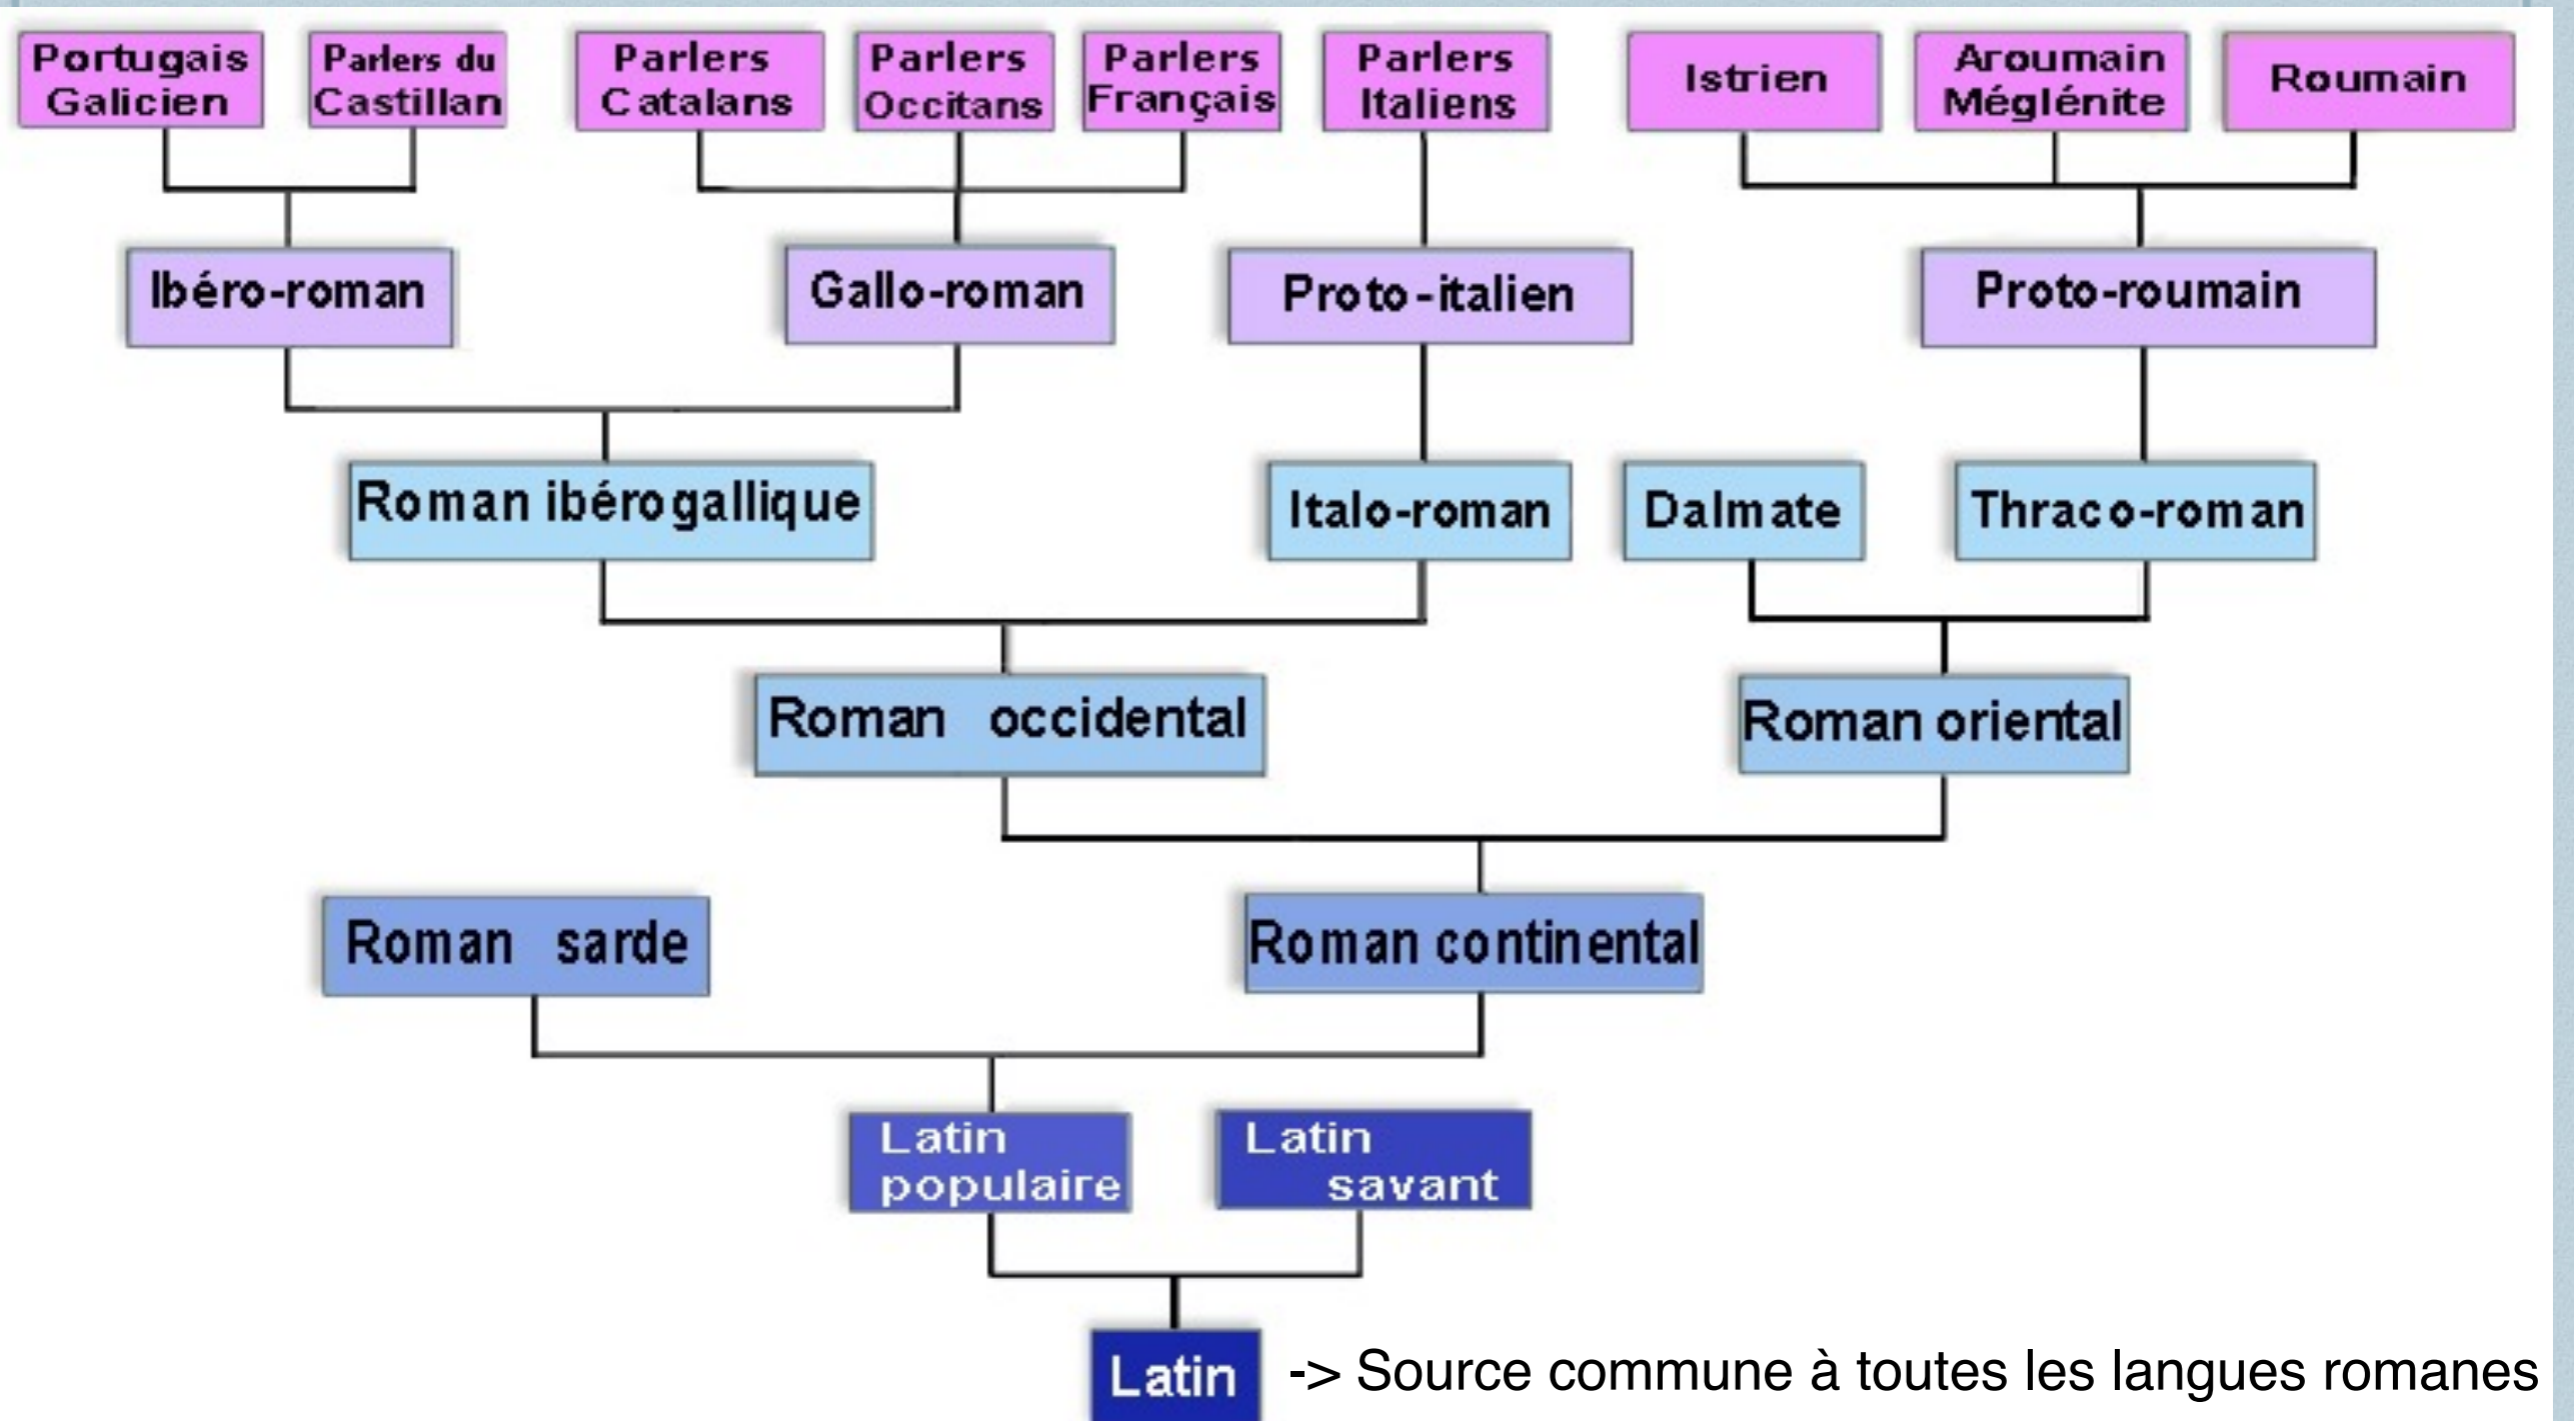 Portugais
Galicien
Parlers du
Castillan
Parlers
Catalans
Parlers
Occitans
Parlers
Français
Parlers
Italiens
Istrien
Aroumain
Méglénite
Roumain
Ibéro-roman
Gallo-roman
Proto-italien
Proto-roumain
Roman ibérogallique
Italo-roman
Dalmate
Thraco-roman
Roman occidental
Roman oriental
Roman sarde
Roman continental
Latin
populaire
Latin
savant
Latin
-> Source commune à toutes les langues romanes